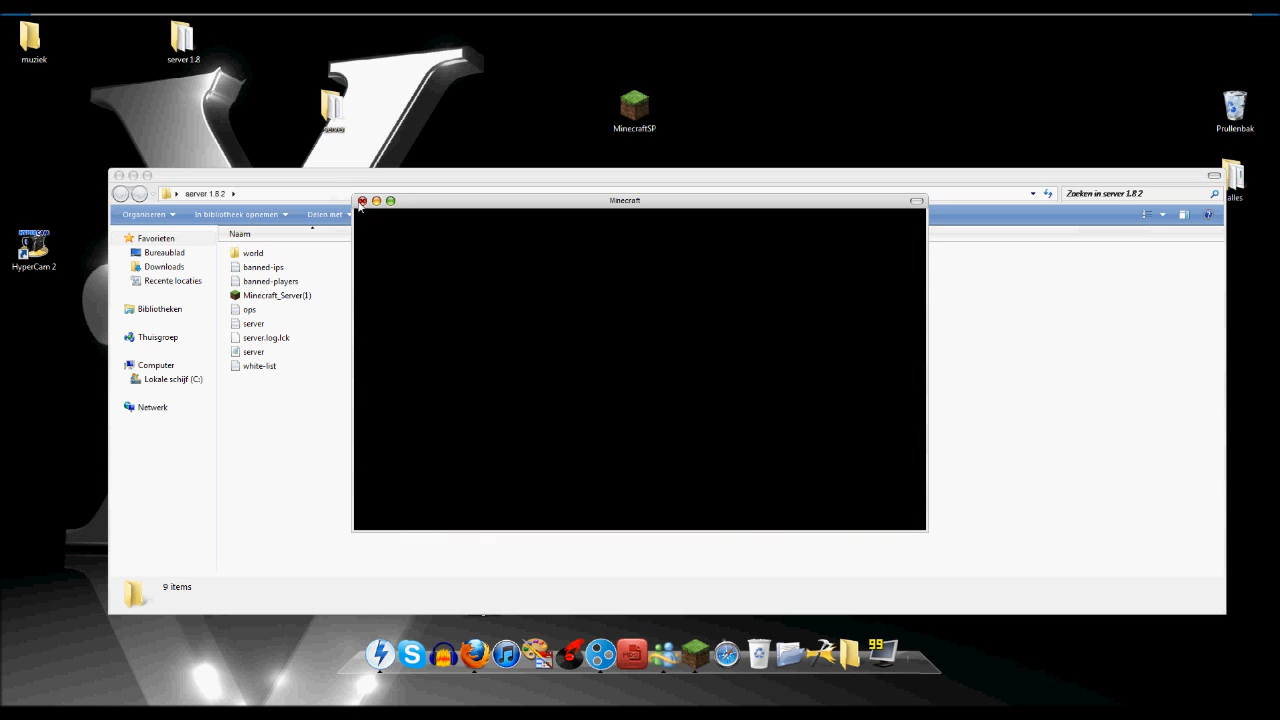 muziek
server 1.8
server
MinecraftSP
Prullenbak
alles
HyperCam 2
server 1.8 2
Zoeken in server 1.8 2
Organiseren
In bibliotheek opnemen
Delen met
Minecraft
Naam
Favorieten
Bureaublad
Downloads
Recente locaties
Bibliotheken
Thuisgroep
Computer
Lokale schijf (C:)
Netwerk
world
banned-ips
banned-players
Minecraft_Server(1)
ops
server
server.log.lck
server
white-list
9 items
99